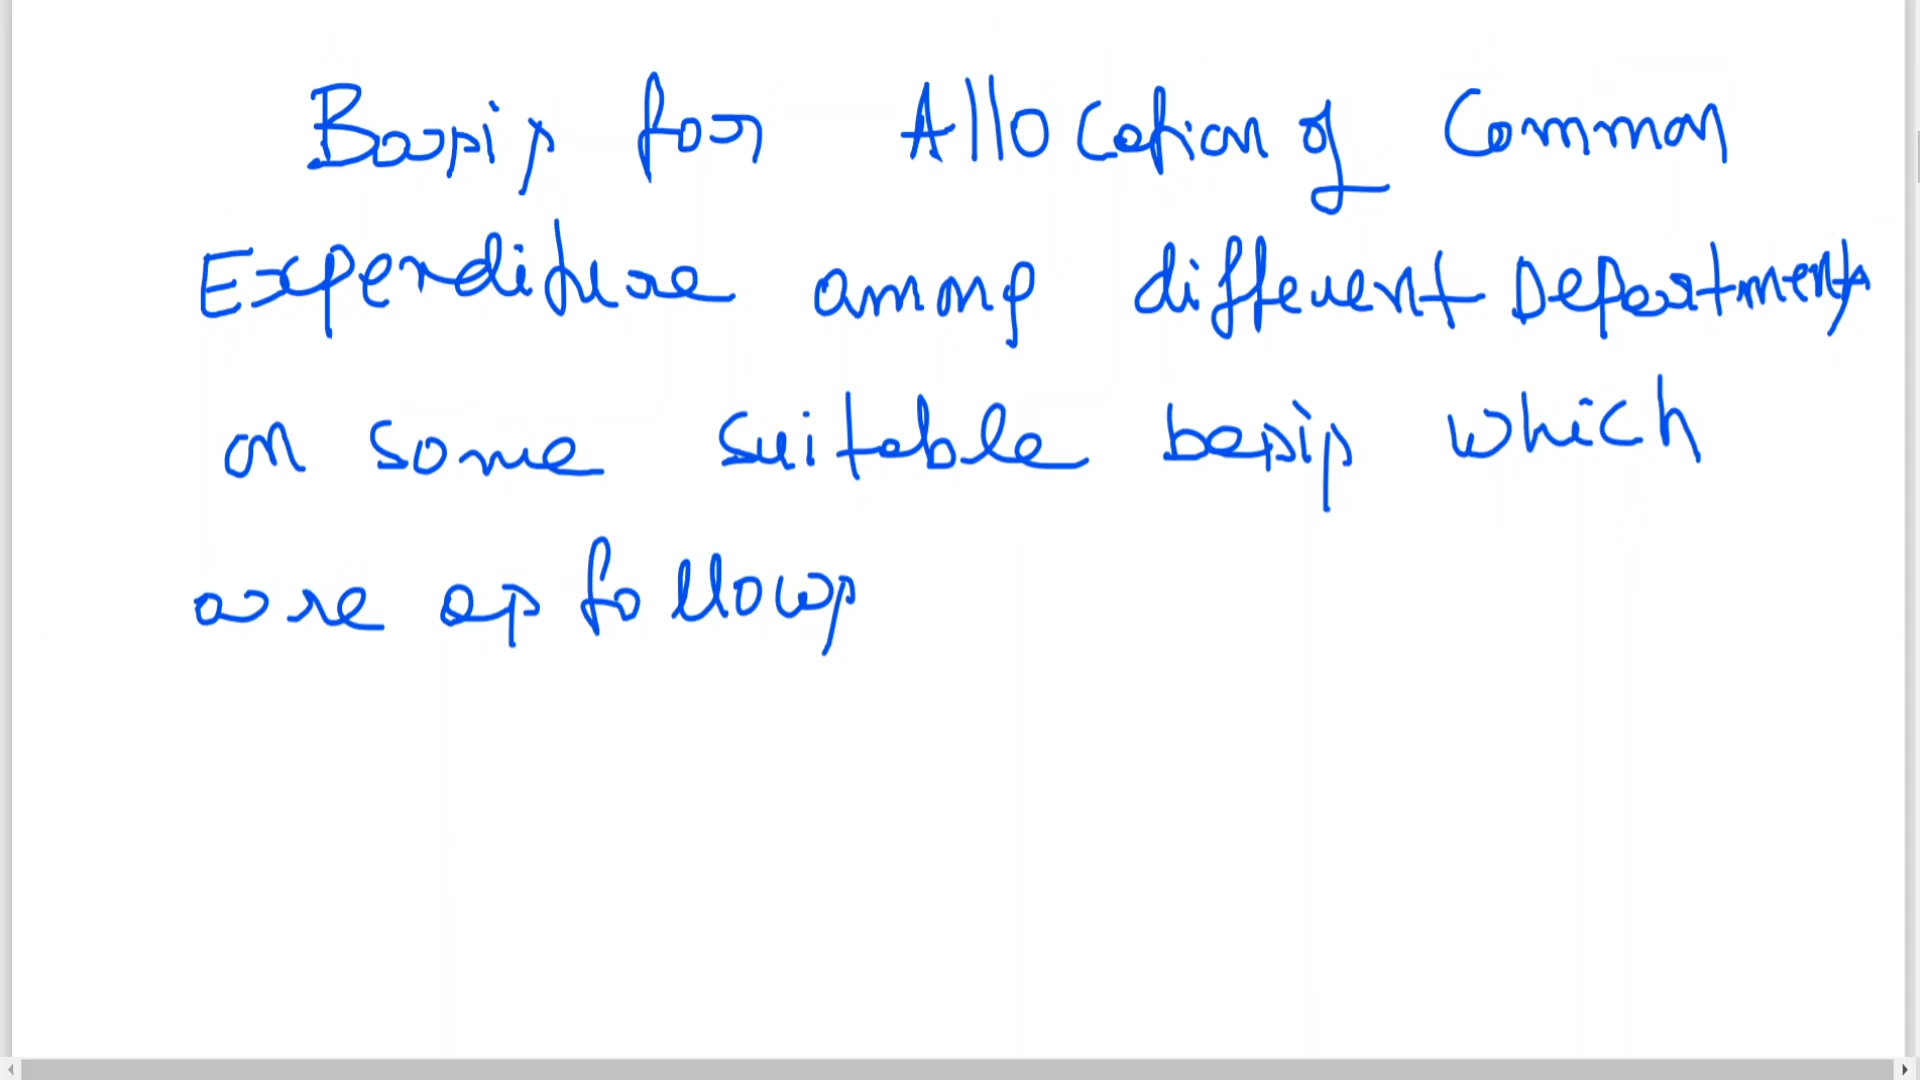 Basis for Allocation of Common
Expenditure among different Departments
on some suitable basis which
are as follows